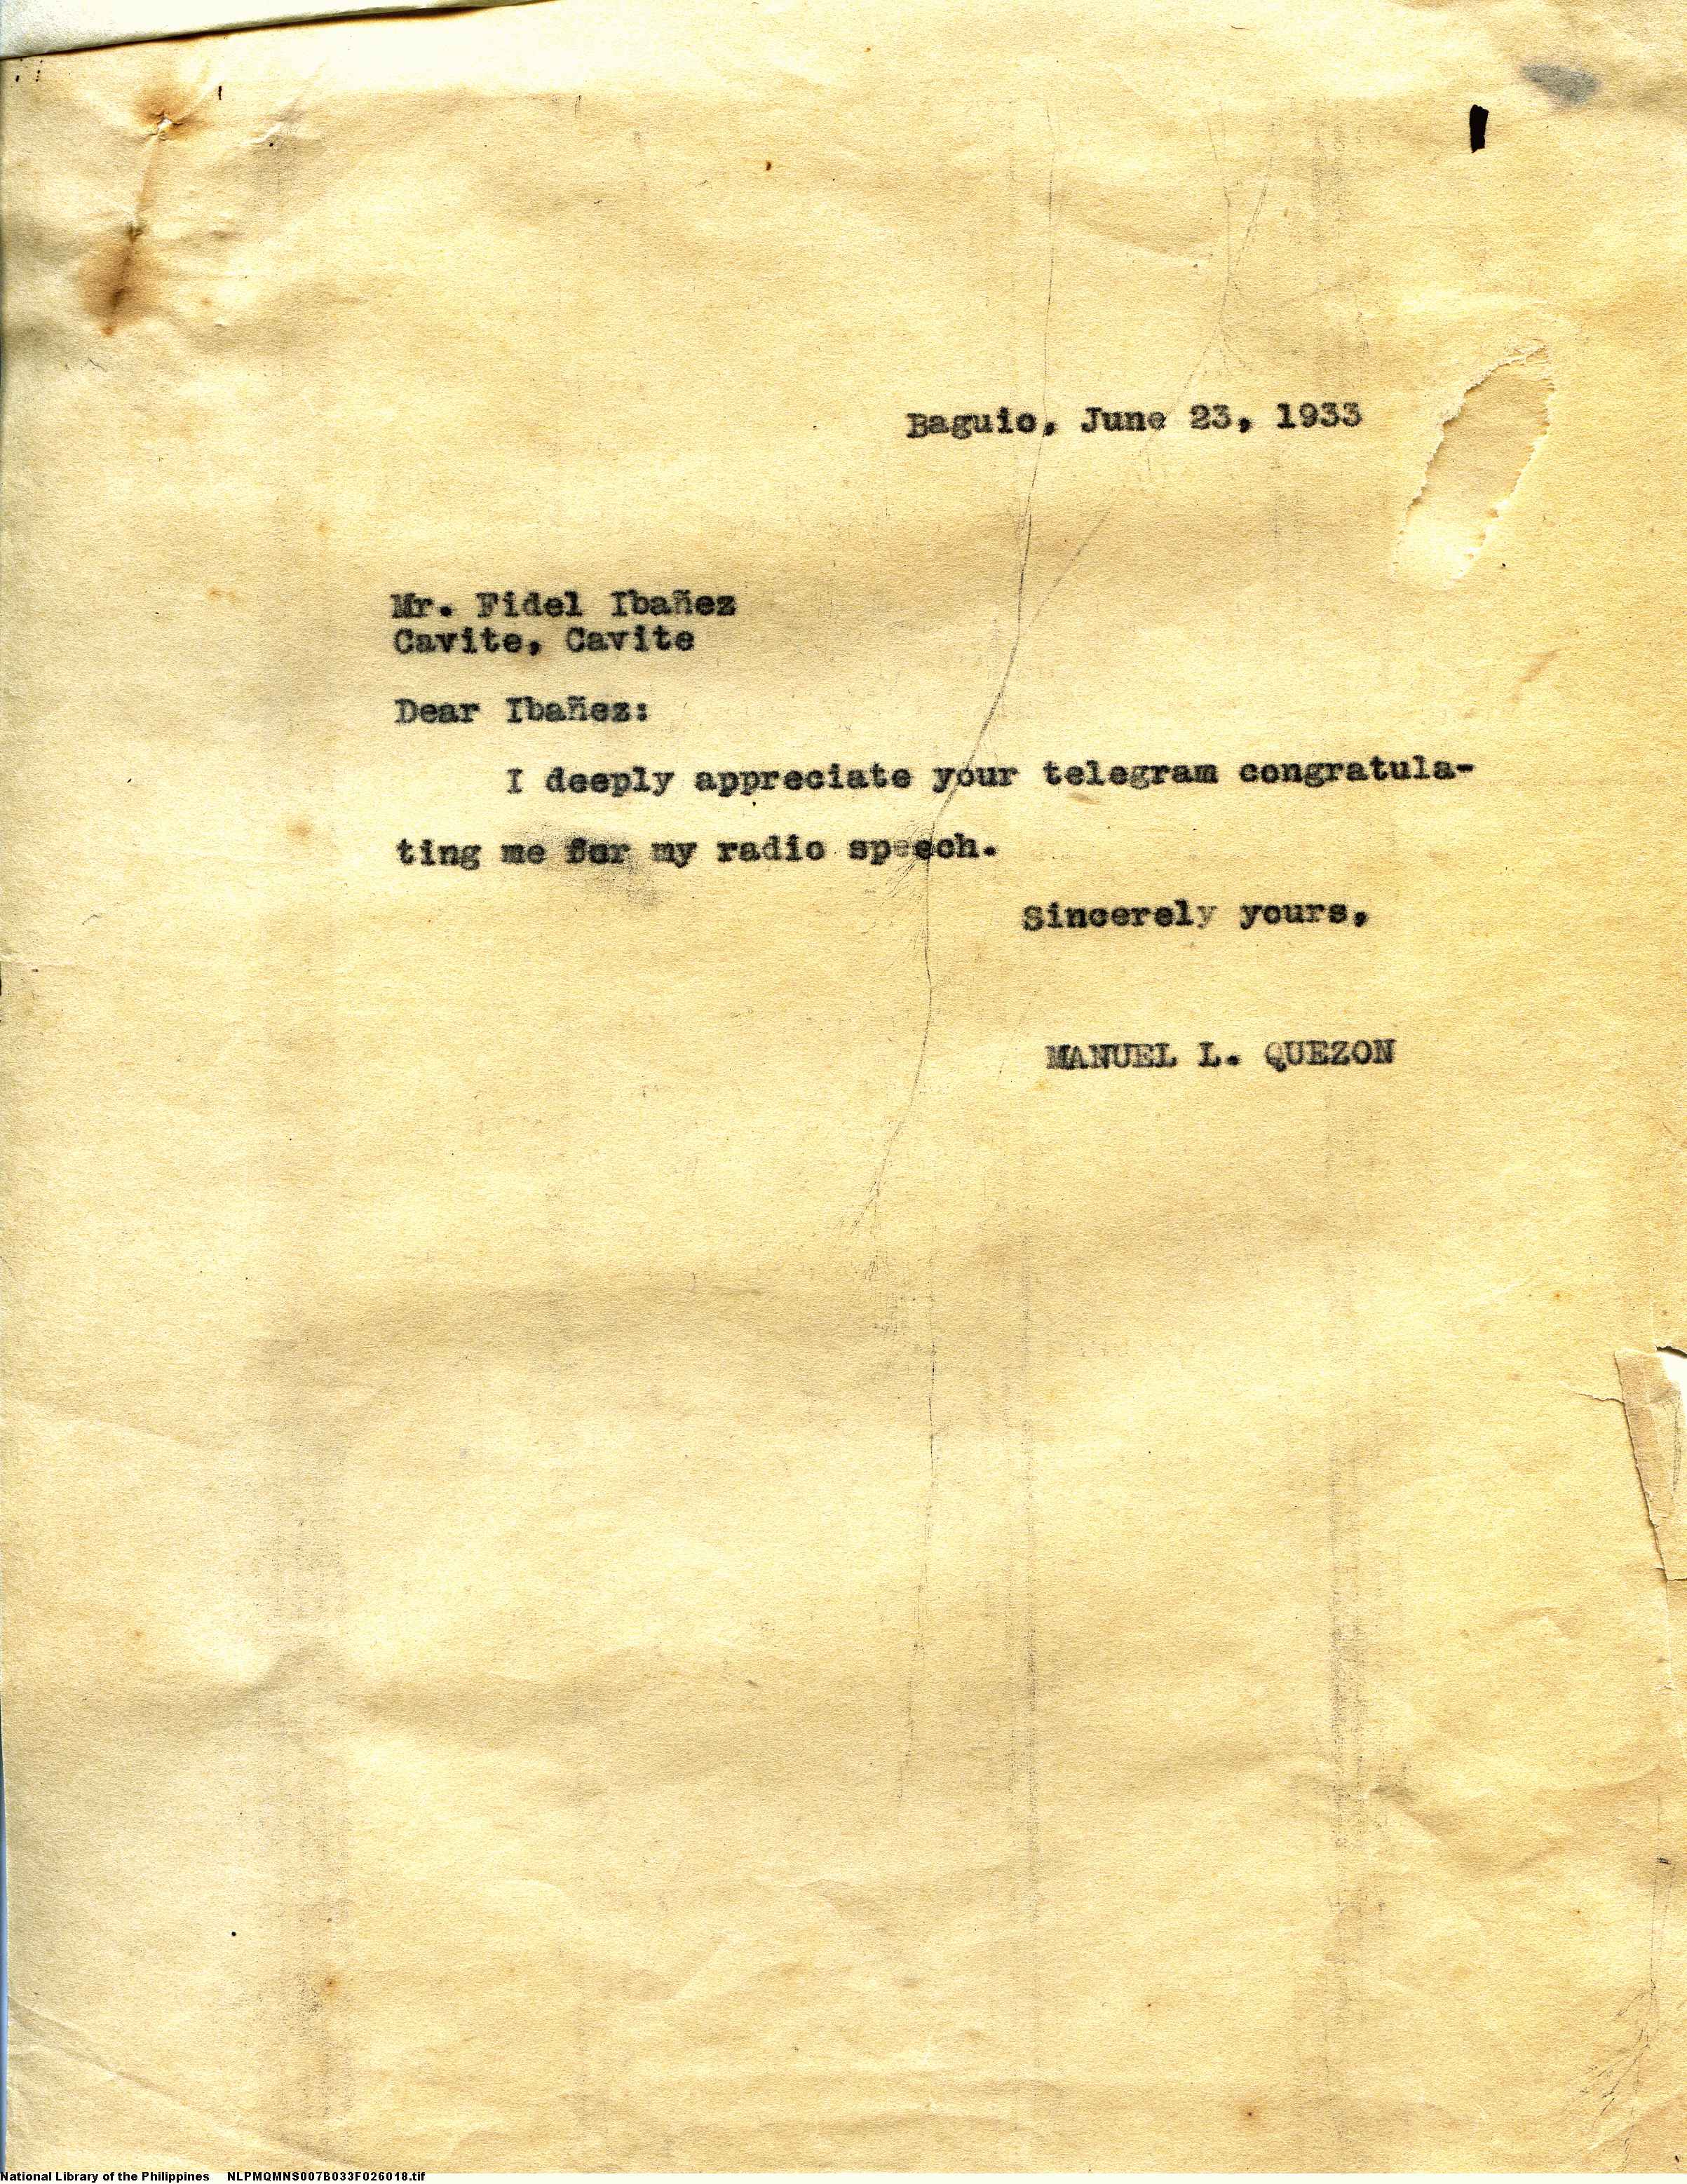 Baguio, June 23, 1933
Mr. Fidel Ibañez
Cavite, Cavite
Dear Ibañez:
I deeply appreciate your telegram congratula-
ting me for my radio speech.
Sincerely yours,
MANUEL L. QUEZON
National Library of the Philippines NLPMQMNS007B033F026018.tif